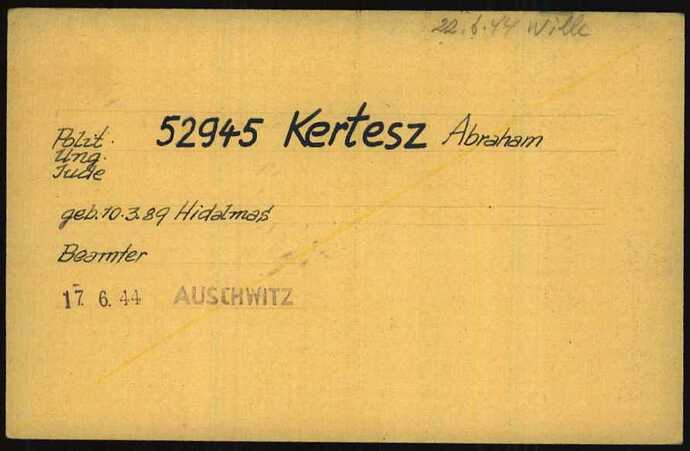 22.6.44 Wille
Polit. 52945 Kertesz Abraham
Ung.
Jude
geb. 10.3.89 Hidalmas
Beamter
17. 6. 44 AUSCHWITZ